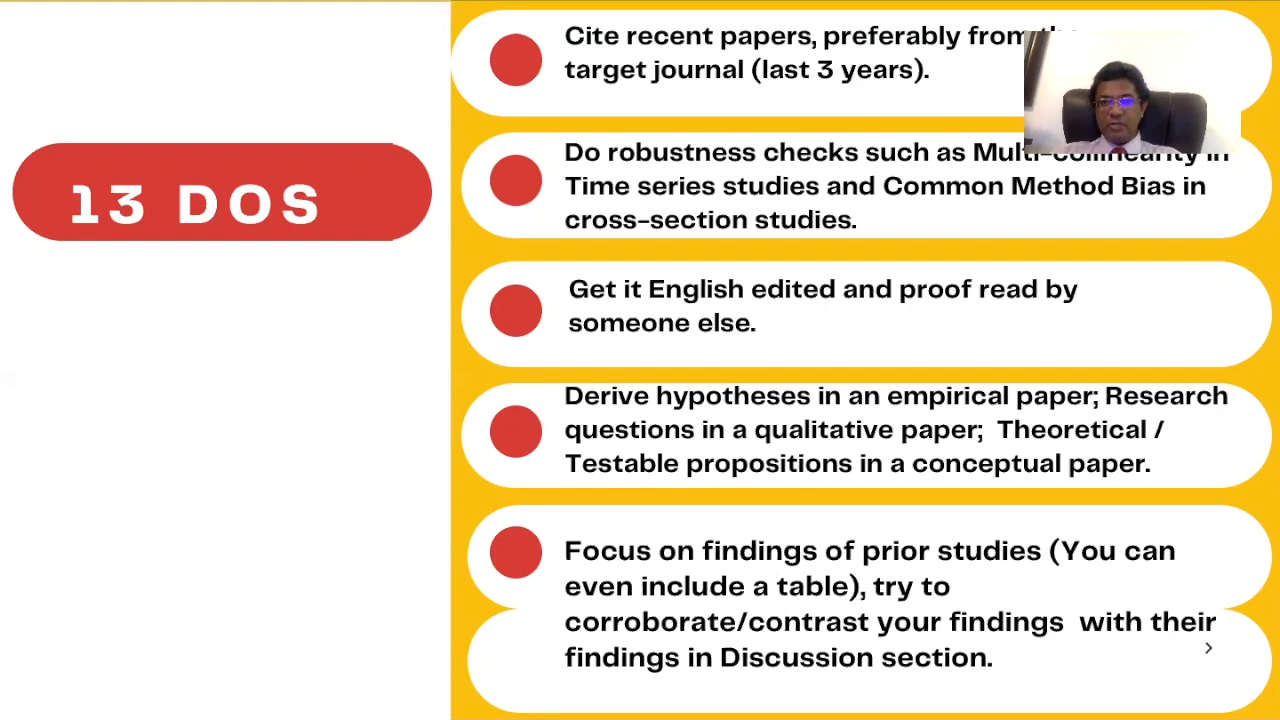 13 DOS
Cite recent papers, preferably from
target journal (last 3 years).
Do robustness checks such as Multi-collinearity in
Time series studies and Common Method Bias in
cross-section studies.
Get it English edited and proof read by
someone else.
Derive hypotheses in an empirical paper; Research
questions in a qualitative paper; Theoretical /
Testable propositions in a conceptual paper.
Focus on findings of prior studies (You can
even include a table), try to
corroborate/contrast your findings with their
findings in Discussion section.